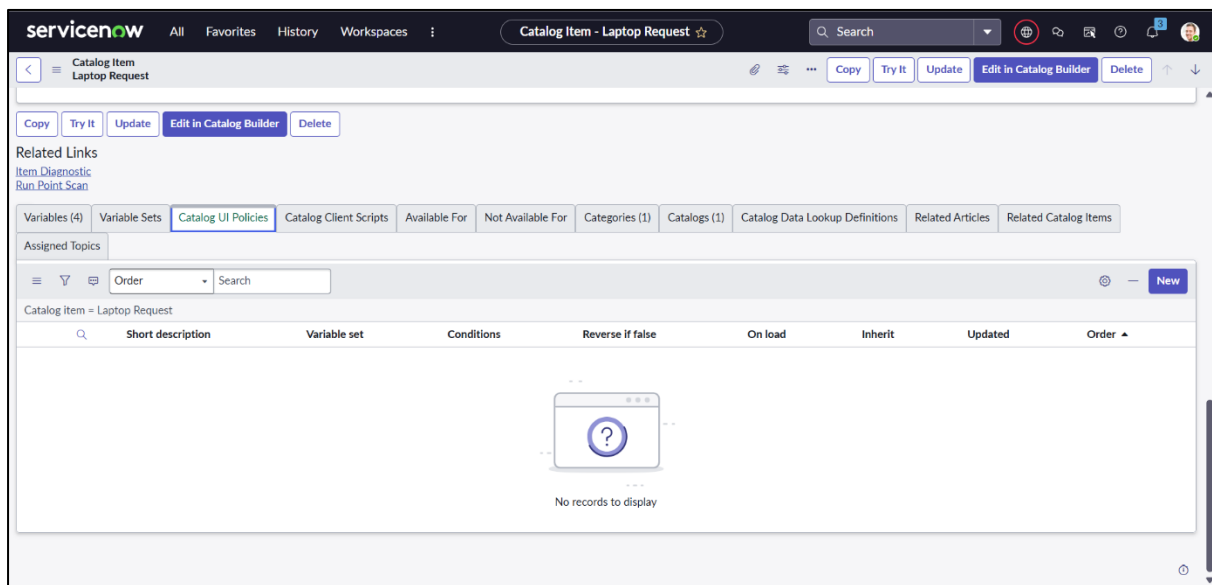 servicenow All Favorites History Workspaces Catalog Item - Laptop Request Search 3
Catalog Item
Laptop Request
Copy Try It Update Edit in Catalog Builder Delete
Copy Try It Update Edit in Catalog Builder Delete
Related Links
Item Diagnostic
Run Point Scan
Variables (4) Variable Sets Catalog UI Policies Catalog Client Scripts Available For Not Available For Categories (1) Catalogs (1) Catalog Data Lookup Definitions Related Articles Related Catalog Items
Assigned Topics
Order Search New
Catalog item = Laptop Request
Short description Variable set Conditions Reverse if false On load Inherit Updated Order
?
No records to display